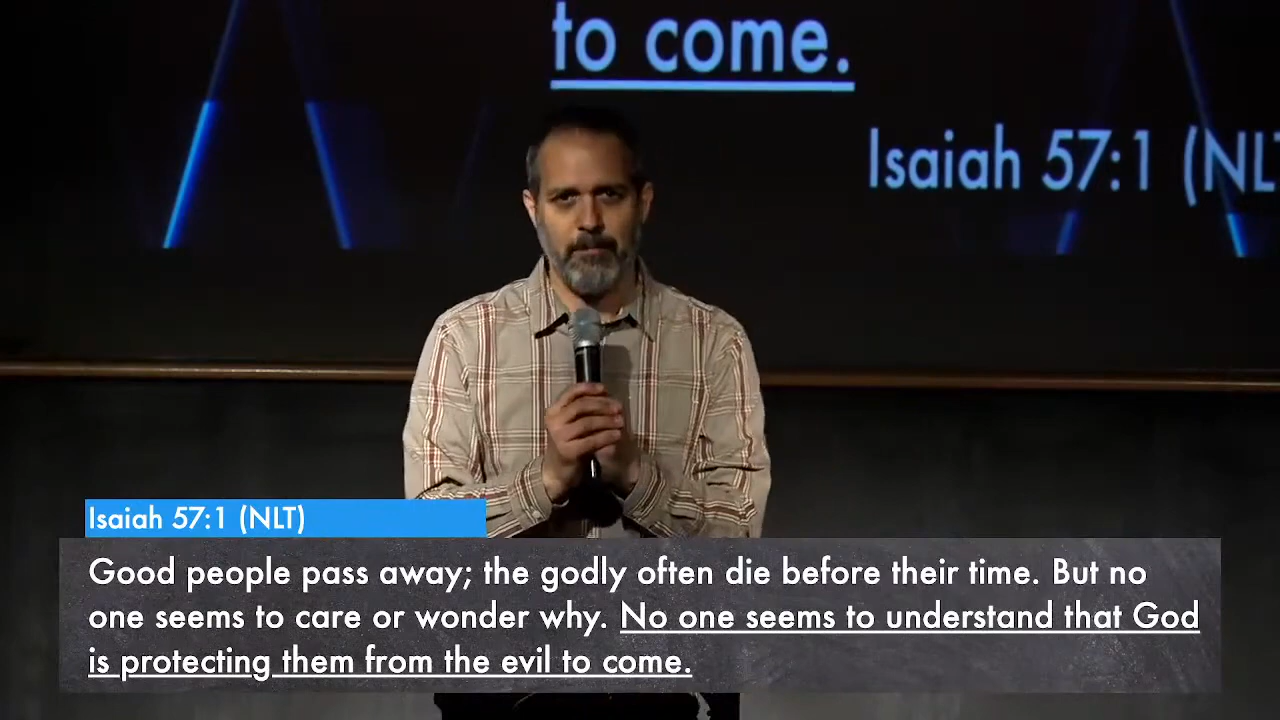 to come.
Isaiah 57:1 (NL
Isaiah 57:1 (NLT)
Good people pass away; the godly often die before their time. But no
one seems to care or wonder why. No one seems to understand that God
is protecting them from the evil to come.